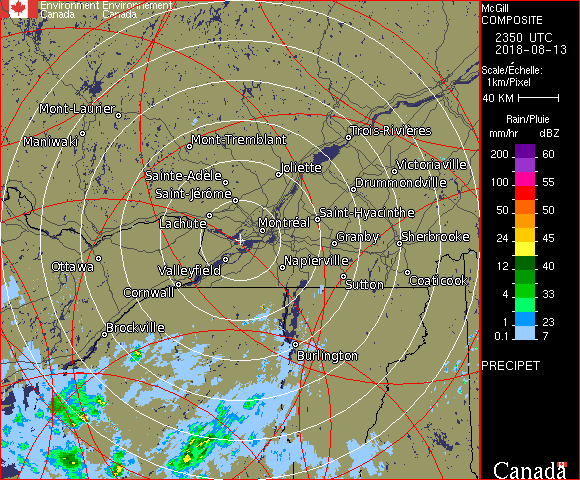 Environment Environnement
Canada Canada
McGill
COMPOSITE
2350 UTC
2018-08-13
Scale/Échelle:
1km/Pixel
40 KM
Rain/Pluie
mm/hr dBZ
200 60
100 55
50 50
24 45
12 40
4 33
1 23
0.1 7
PRECIPET
Canada
Mont-Laurier
Maniwaki
Mont-Tremblant
Trois-Rivières
Joliette
Victoriaville
Sainte-Adèle
Drummondville
Saint-Jérôme
Lachute
Montréal
Saint-Hyacinthe
Granby
Sherbrooke
Ottawa
Valleyfield
Napierville
Cornwall
Sutton
Coaticook
Brockville
Burlington